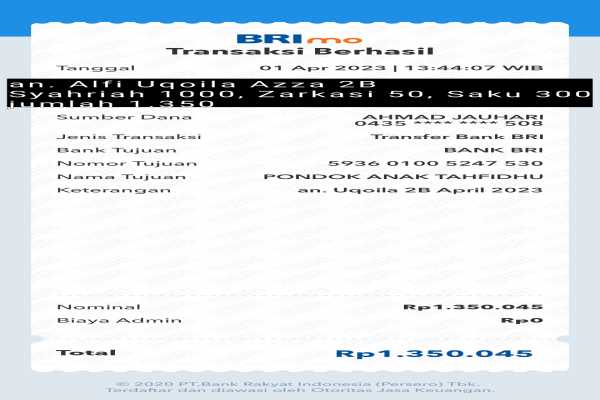 BRImo
Transaksi Berhasil
Tanggal 01 Apr 2023 | 13:44:07 WIB
an. Alfi Uqoila Azza 2B
Syahriah 1000, Zarkasi 50, Saku 300
jumlah 1.350
Sumber Dana AHMAD JAUHARI
0435 **** **** 508
Jenis Transaksi Transfer Bank BRI
Bank Tujuan BANK BRI
Nomor Tujuan 5936 0100 5247 530
Nama Tujuan PONDOK ANAK TAHFIDHU
Keterangan an. Uqoila 2B April 2023
Nominal Rp1.350.045
Biaya Admin Rp0
Total Rp1.350.045
© 2020 PT.Bank Rakyat Indonesia (Persero) Tbk.
Terdaftar dan diawasi oleh Otoritas Jasa Keuangan.